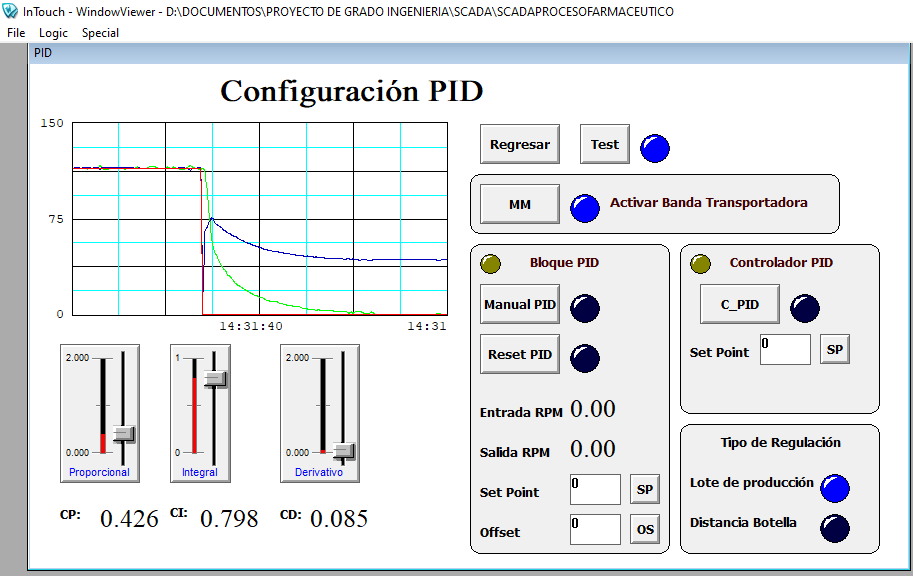 InTouch - WindowViewer - D:\DOCUMENTOS\PROYECTO DE GRADO INGENIERIA\SCADA\SCADAPROCESOFARMACEUTICO
File Logic Special
PID
Configuración PID
150
75
0
14:31:40 14:31
2.000
0.000
Proporcional
1
0
Integral
2.000
0.000
Derivativo
CP: 0.426 CI: 0.798 CD: 0.085
Regresar Test
MM Activar Banda Transportadora
Bloque PID
Manual PID
Reset PID
Entrada RPM 0.00
Salida RPM 0.00
Set Point 0 SP
Offset 0 OS
Controlador PID
C_PID
Set Point 0 SP
Tipo de Regulación
Lote de producción
Distancia Botella